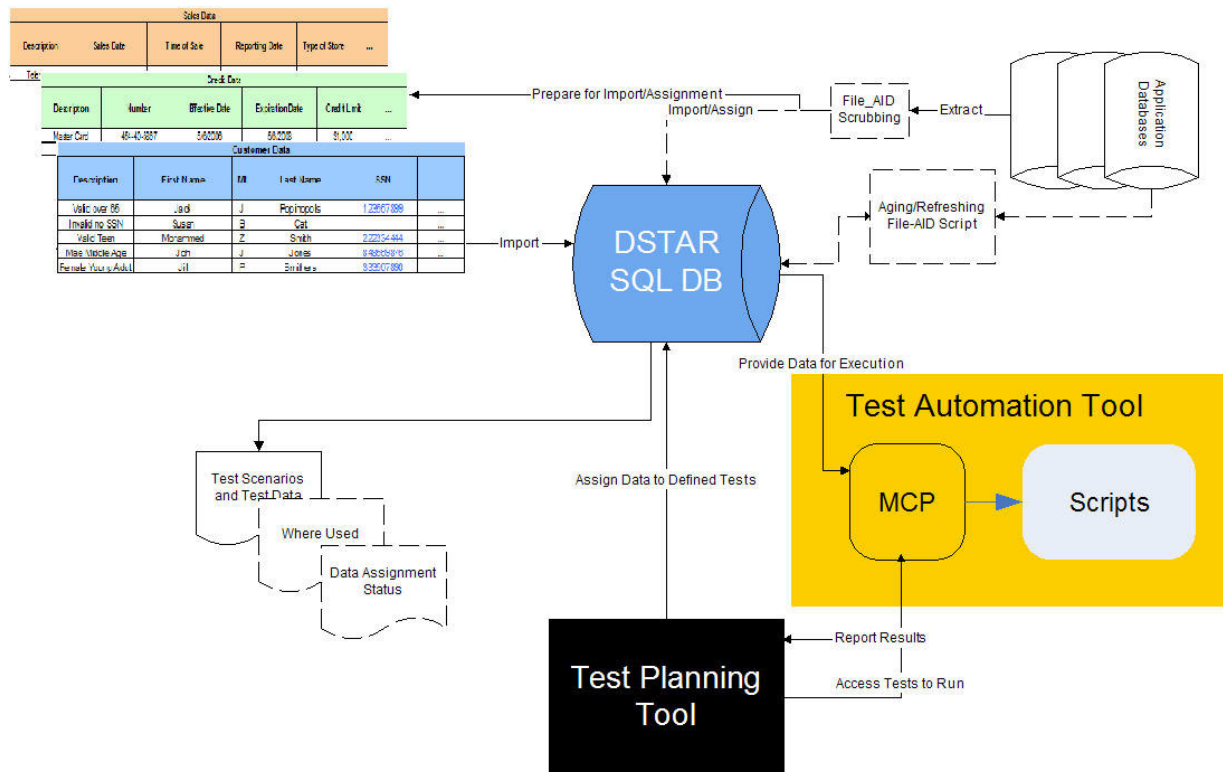 Sales Data
Description Sales Date Time of Sale Reporting Date Type of Store ...
Credit Data
Description Number Effective Date Expiration Date Credit Limit ...
Master Card ...
Customer Data
Description First Name MI Last Name SSN
Valid over 65 J ...
Invalid no SSN Susan B Cat ...
Valid Teen Mohammed Z Smith ...
Male Middle Age J Jones ...
Female Young Adult Jill Smithers
Prepare for Import/Assignment
Import/Assign
File_AID
Scrubbing
Extract
Application
Databases
Aging/Refreshing
File-AID Script
Import
DSTAR
SQL DB
Provide Data for Execution
Test Automation Tool
MCP
Scripts
Test Scenarios
and Test Data
Where Used
Data Assignment
Status
Assign Data to Defined Tests
Report Results
Access Tests to Run
Test Planning
Tool